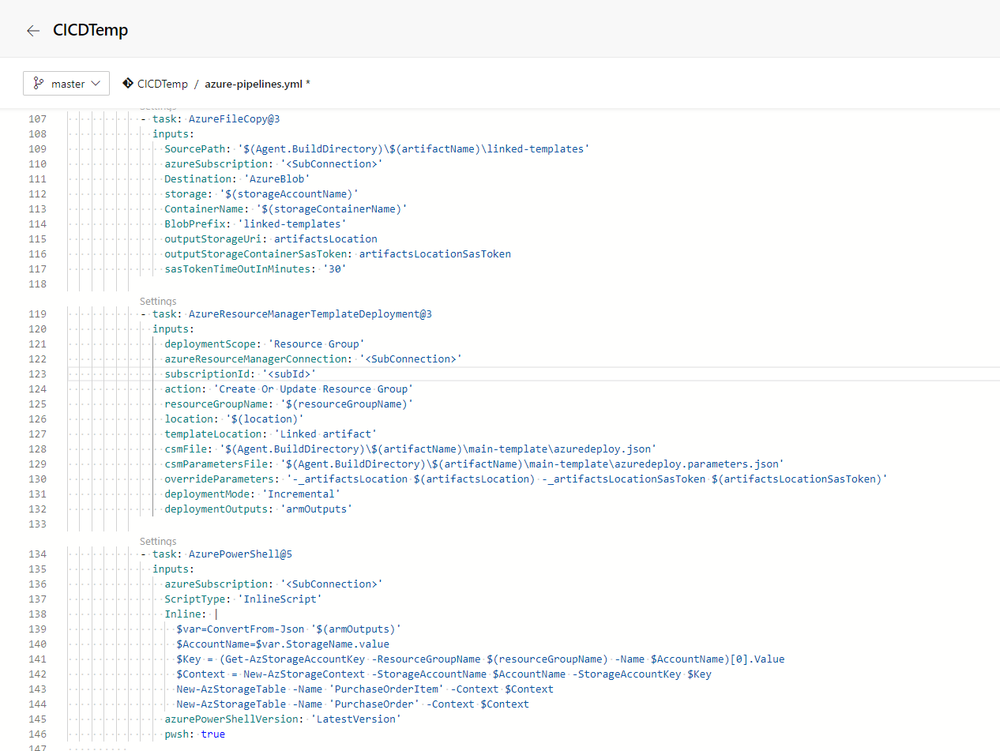 CICDTemp
master
CICDTemp / azure-pipelines.yml *
Settings
107 - task: AzureFileCopy@3
108 inputs:
109 SourcePath: '$(Agent.BuildDirectory)\$(artifactName)\linked-templates'
110 azureSubscription: '<SubConnection>'
111 Destination: 'AzureBlob'
112 storage: '$(storageAccountName)'
113 ContainerName: '$(storageContainerName)'
114 BlobPrefix: 'linked-templates'
115 outputStorageUri: artifactsLocation
116 outputStorageContainerSasToken: artifactsLocationSasToken
117 sasTokenTimeOutInMinutes: '30'
118
Settings
119 - task: AzureResourceManagerTemplateDeployment@3
120 inputs:
121 deploymentScope: 'Resource Group'
122 azureResourceManagerConnection: '<SubConnection>'
123 subscriptionId: '<subId>'
124 action: 'Create Or Update Resource Group'
125 resourceGroupName: '$(resourceGroupName)'
126 location: '$(location)'
127 templateLocation: 'Linked artifact'
128 csmFile: '$(Agent.BuildDirectory)\$(artifactName)\main-template\azuredeploy.json'
129 csmParametersFile: '$(Agent.BuildDirectory)\$(artifactName)\main-template\azuredeploy.parameters.json'
130 overrideParameters: '-_artifactsLocation $(artifactsLocation) -_artifactsLocationSasToken $(artifactsLocationSasToken)'
131 deploymentMode: 'Incremental'
132 deploymentOutputs: 'armOutputs'
133
Settings
134 - task: AzurePowerShell@5
135 inputs:
136 azureSubscription: '<SubConnection>'
137 ScriptType: 'InlineScript'
138 Inline: |
139 $var=ConvertFrom-Json '$(armOutputs)'
140 $AccountName=$var.StorageName.value
141 $Key = (Get-AzStorageAccountKey -ResourceGroupName $(resourceGroupName) -Name $AccountName)[0].Value
142 $Context = New-AzStorageContext -StorageAccountName $AccountName -StorageAccountKey $Key
143 New-AzStorageTable -Name 'PurchaseOrderItem' -Context $Context
144 New-AzStorageTable -Name 'PurchaseOrder' -Context $Context
145 azurePowerShellVersion: 'LatestVersion'
146 pwsh: true
147